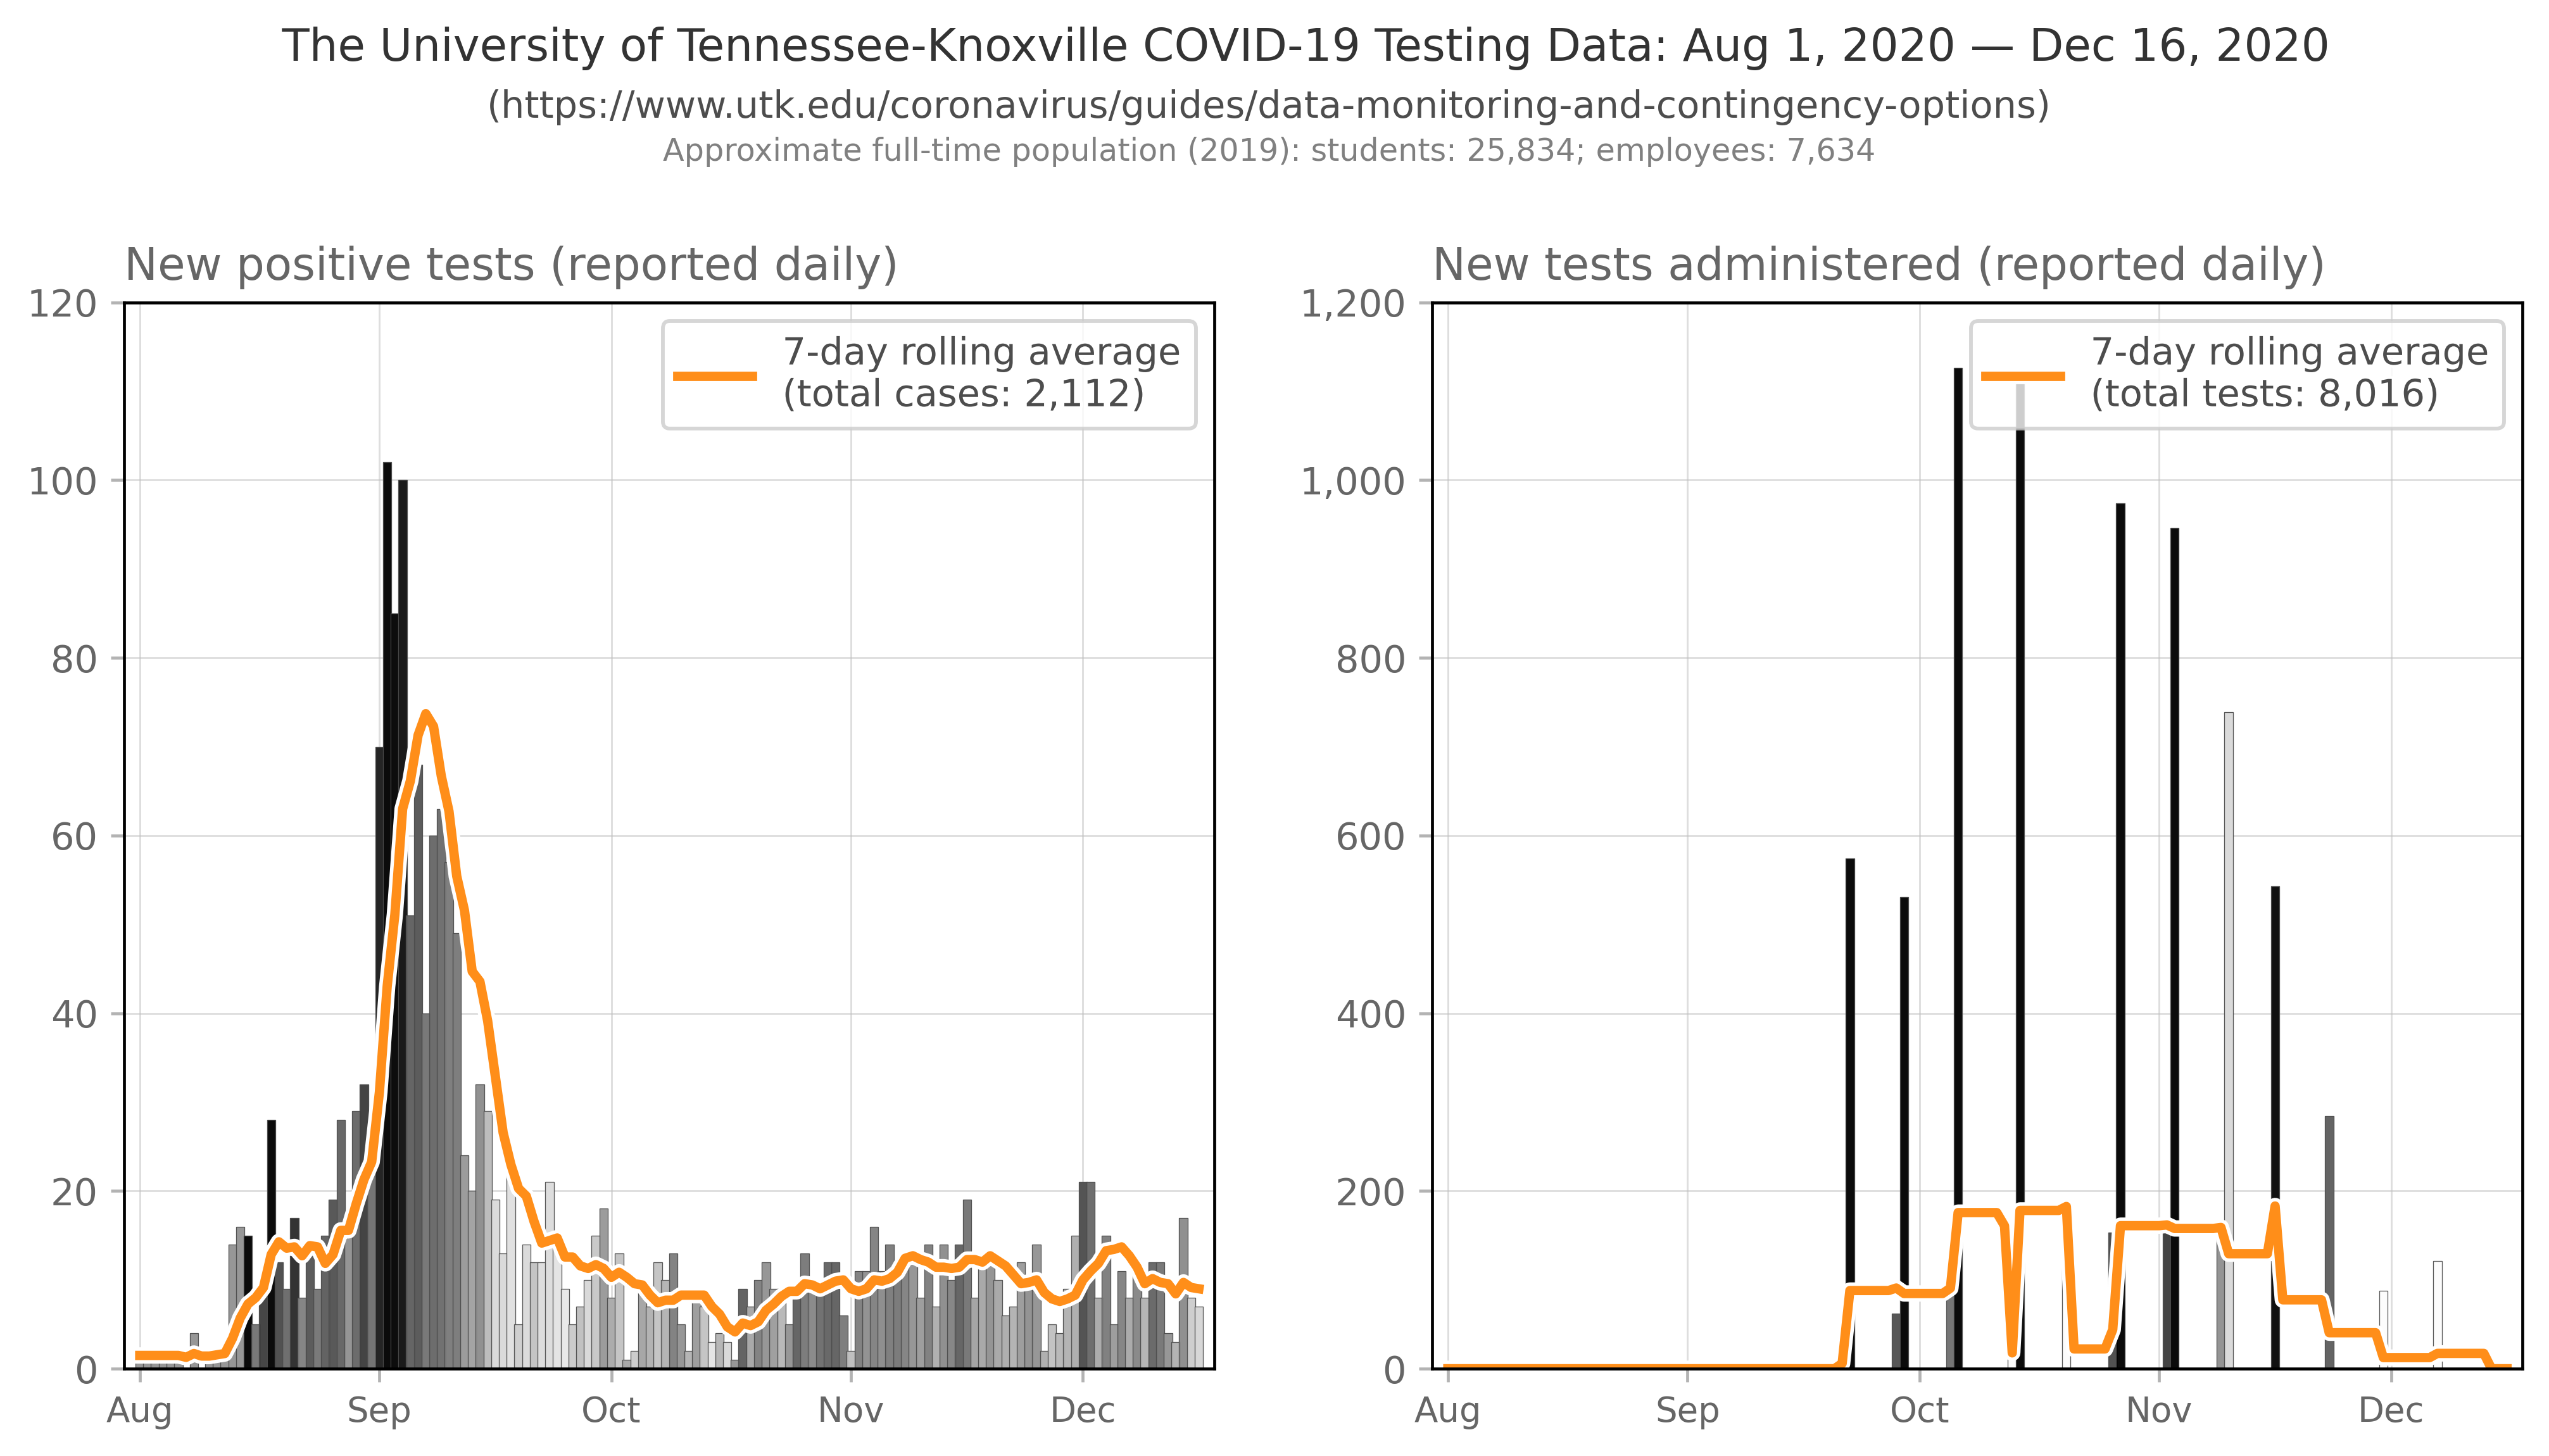 The University of Tennessee-Knoxville COVID-19 Testing Data: Aug 1, 2020 — Dec 16, 2020
(https://www.utk.edu/coronavirus/guides/data-monitoring-and-contingency-options)
Approximate full-time population (2019): students: 25,834; employees: 7,634
New positive tests (reported daily)
120
100
80
60
40
20
0
7-day rolling average
(total cases: 2,112)
Aug
Sep
Oct
Nov
Dec
New tests administered (reported daily)
1,200
1,000
800
600
400
200
0
7-day rolling average
(total tests: 8,016)
Aug
Sep
Oct
Nov
Dec